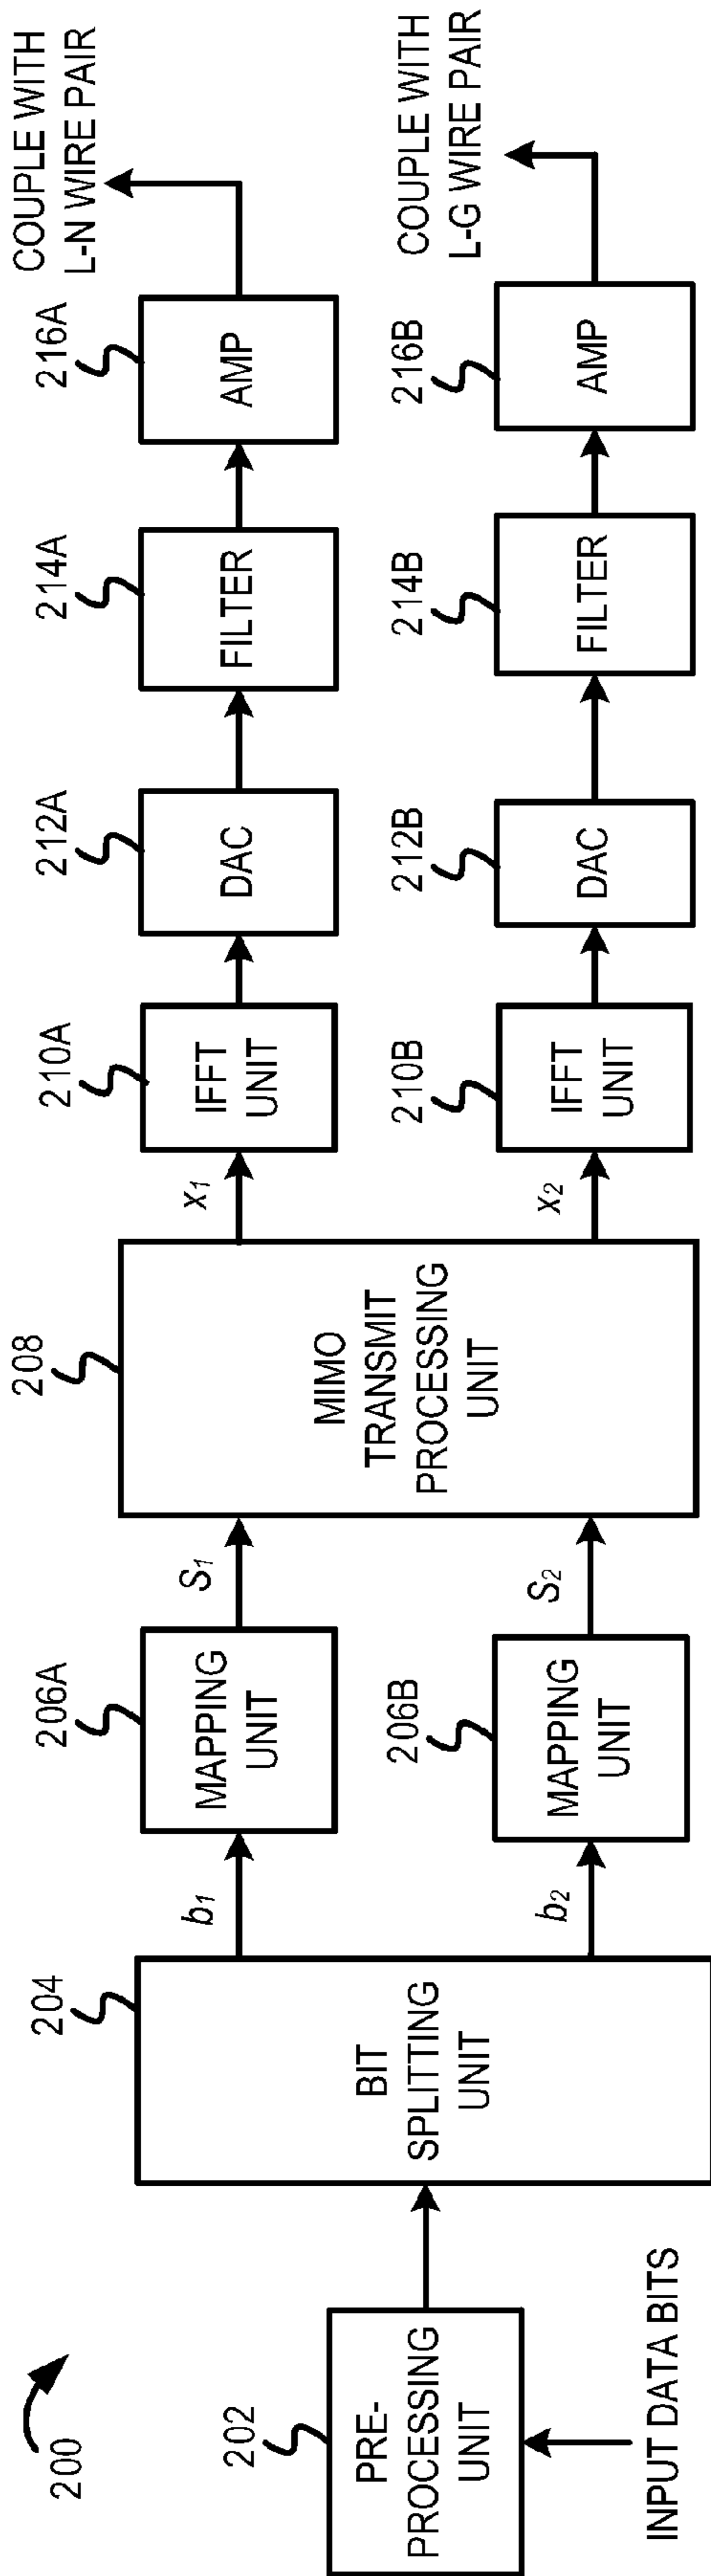 200
202
PRE-
PROCESSING
UNIT
INPUT DATA BITS
204
BIT
SPLITTING
UNIT
b1
b2
206A
MAPPING
UNIT
206B
MAPPING
UNIT
S1
S2
208
MIMO
TRANSMIT
PROCESSING
UNIT
x1
x2
210A
IFFT
UNIT
210B
IFFT
UNIT
212A
DAC
212B
DAC
214A
FILTER
214B
FILTER
216A
AMP
216B
AMP
COUPLE WITH
L-N WIRE PAIR
COUPLE WITH
L-G WIRE PAIR